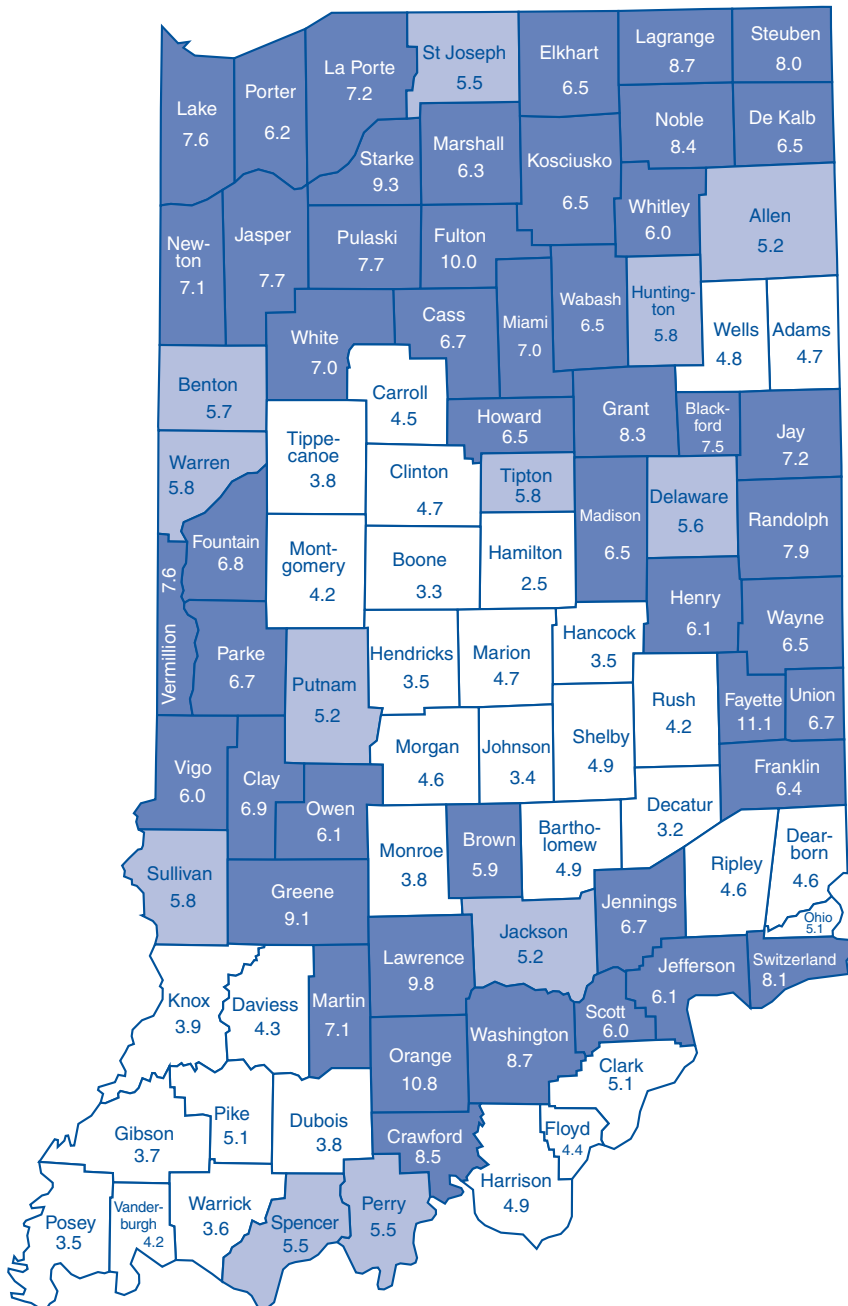 St Joseph
5.5
Elkhart
6.5
Lagrange
8.7
Steuben
8.0
La Porte
7.2
Porter
6.2
Lake
7.6
Noble
8.4
De Kalb
6.5
Marshall
6.3
Starke
9.3
Kosciusko
6.5
Whitley
6.0
Allen
5.2
New-
ton
7.1
Jasper
7.7
Pulaski
7.7
Fulton
10.0
Huntting-
ton
5.8
Wabash
6.5
Miami
7.0
Cass
6.7
White
7.0
Wells
4.8
Adams
4.7
Benton
5.7
Carroll
4.5
Howard
6.5
Grant
8.3
Black-
ford
7.5
Jay
7.2
Tippe-
canoe
3.8
Warren
5.8
Clinton
4.7
Tipton
5.8
Delaware
5.6
Madison
6.5
Randolph
7.9
Fountain
6.8
Mont-
gomery
4.2
Boone
3.3
Hamilton
2.5
Vermillion 7.6
Henry
6.1
Wayne
6.5
Hancock
3.5
Parke
6.7
Putnam
5.2
Hendricks
3.5
Marion
4.7
Rush
4.2
Fayette
11.1
Union
6.7
Vigo
6.0
Clay
6.9
Morgan
4.6
Johnson
3.4
Shelby
4.9
Franklin
6.4
Owen
6.1
Decatur
3.2
Monroe
3.8
Brown
5.9
Bartho-
lomew
4.9
Ripley
4.6
Dear-
born
4.6
Sullivan
5.8
Greene
9.1
Jennings
6.7
Ohio
5.1
Jackson
5.2
Lawrence
9.8
Jefferson
6.1
Switzerland
8.1
Knox
3.9
Daviess
4.3
Martin
7.1
Scott
6.0
Washington
8.7
Orange
10.8
Clark
5.1
Pike
5.1
Dubois
3.8
Gibson
3.7
Crawford
8.5
Floyd
4.4
Harrison
4.9
Posey
3.5
Vander-
burgh
4.2
Warrick
3.6
Spencer
5.5
Perry
5.5